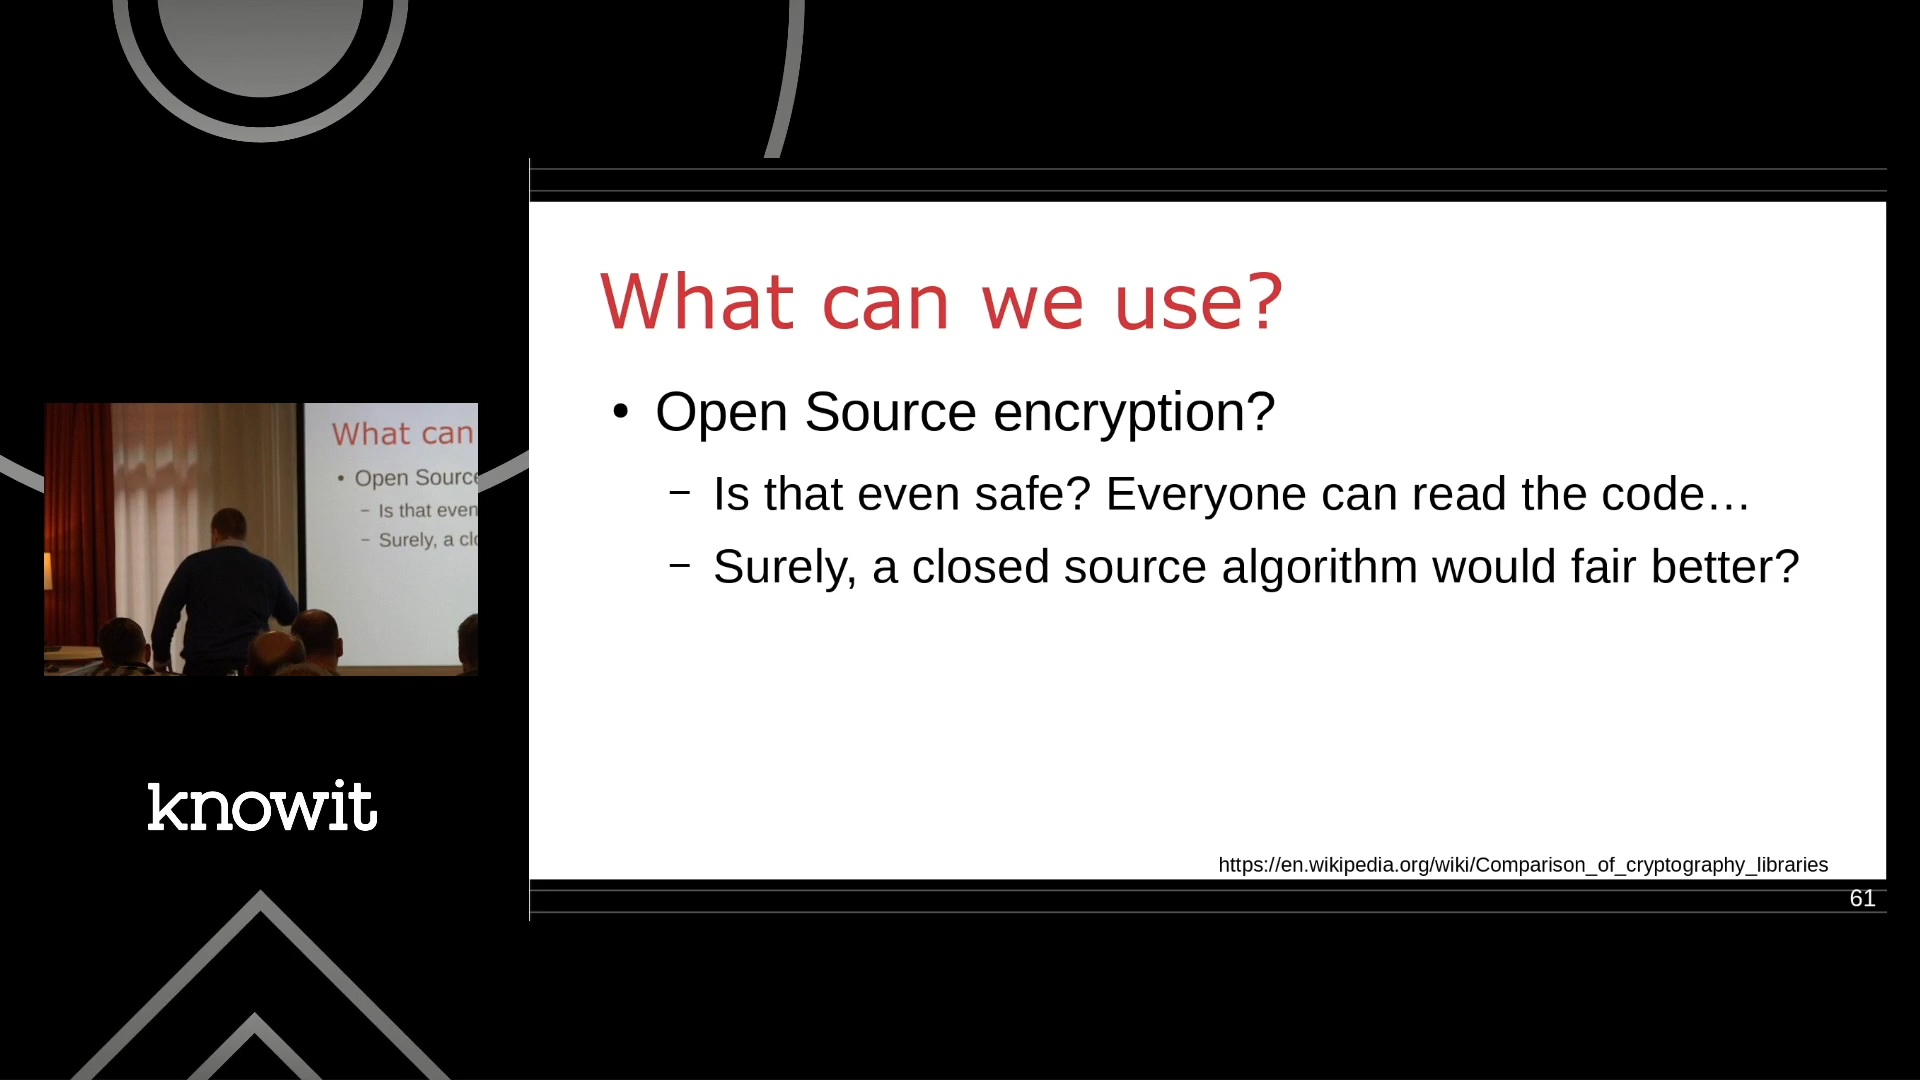 What can we use?
• Open Source encryption?
– Is that even safe? Everyone can read the code…
– Surely, a closed source algorithm would fair better?
https://en.wikipedia.org/wiki/Comparison_of_cryptography_libraries
61
What can
• Open Source
– Is that even
– Surely, a clo
knowit